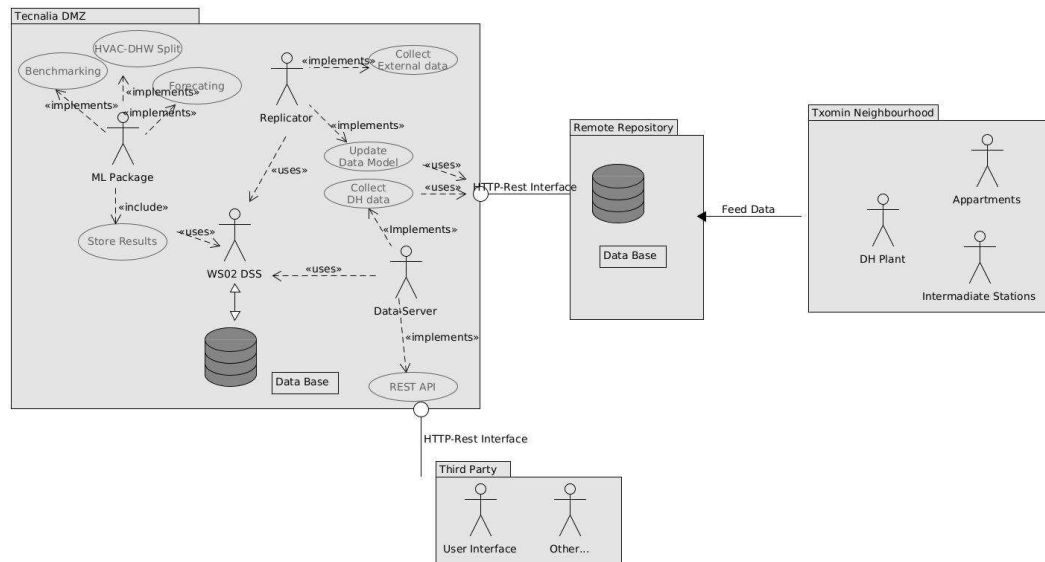 Tecnalia DMZ
HVAC-DHW Split
Benchmarking
Forecating
«implements»
«implements»
«implements»
ML Package
«include»
Store Results
«uses»
Replicator
«implements»
Collect
External data
«implements»
Update
Data Model
«uses»
«uses»
Collect
DH data
«uses»
HTTP-Rest Interface
«Implements»
WS02 DSS
«uses»
Data Server
«implements»
Data Base
REST API
HTTP-Rest Interface
Remote Repository
Data Base
Feed Data
Txomin Neighbourhood
Appartments
DH Plant
Intermadiate Stations
Third Party
User Interface
Other...